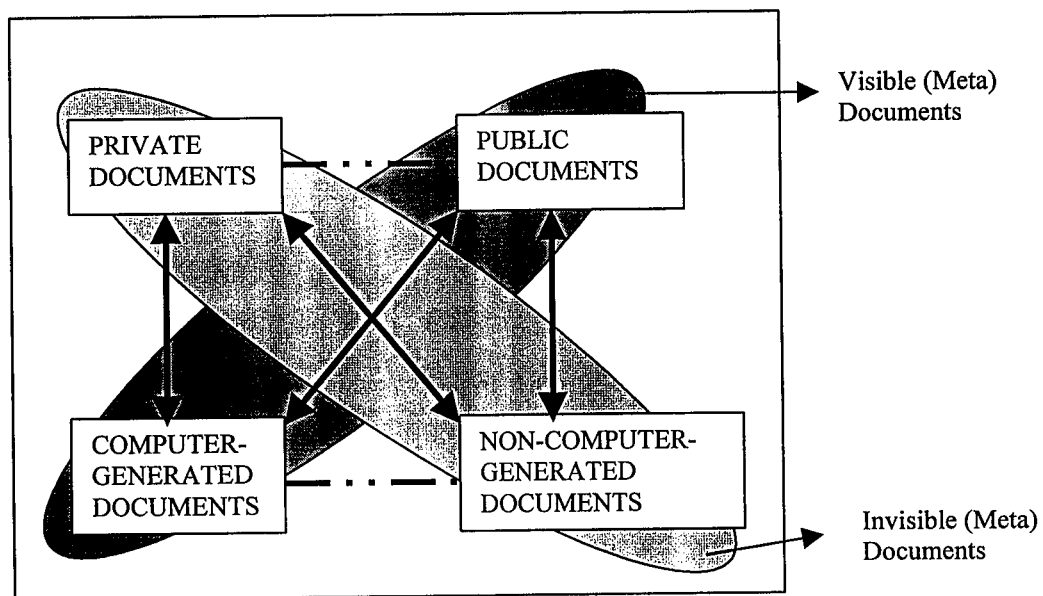 Visible (Meta)
Documents
PRIVATE
DOCUMENTS
PUBLIC
DOCUMENTS
COMPUTER-
GENERATED
DOCUMENTS
NON-COMPUTER-
GENERATED
DOCUMENTS
Invisible (Meta)
Documents